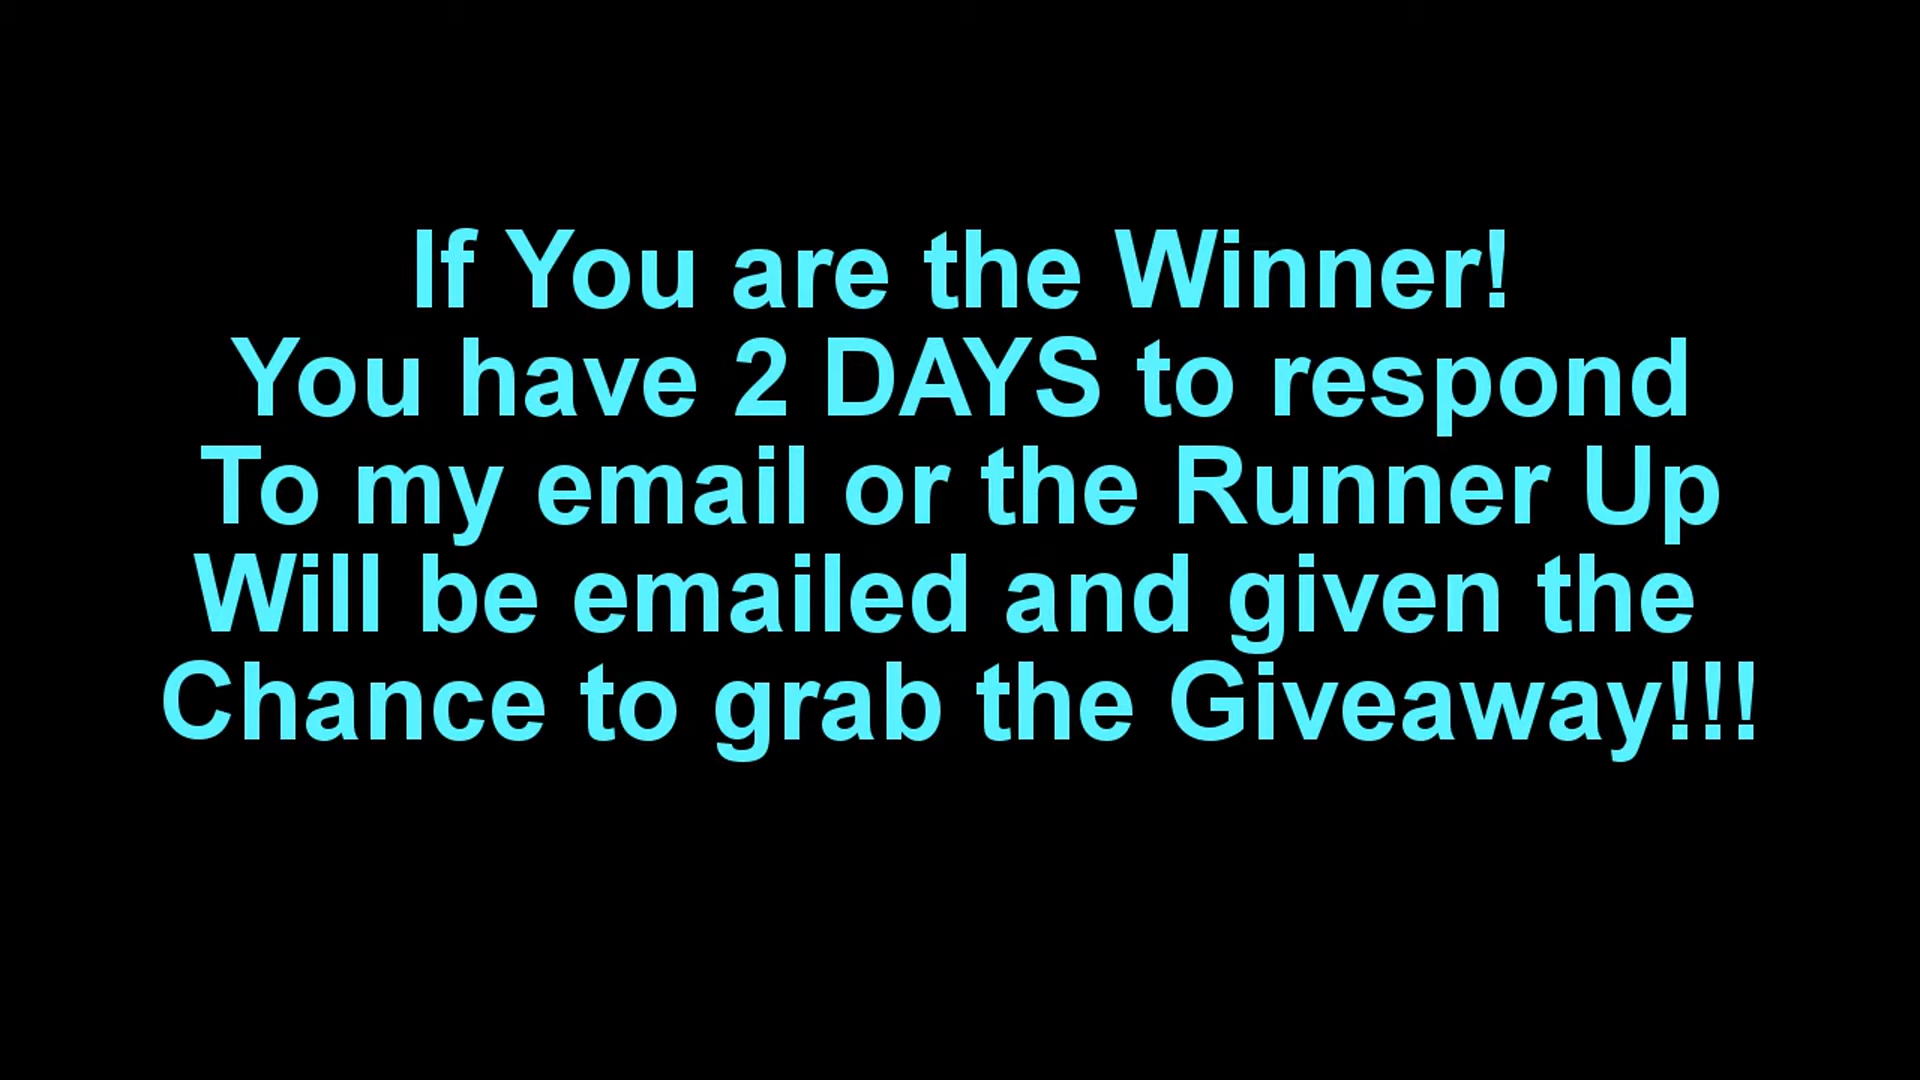 If You are the Winner!
You have 2 DAYS to respond
To my email or the Runner Up
Will be emailed and given the
Chance to grab the Giveaway!!!